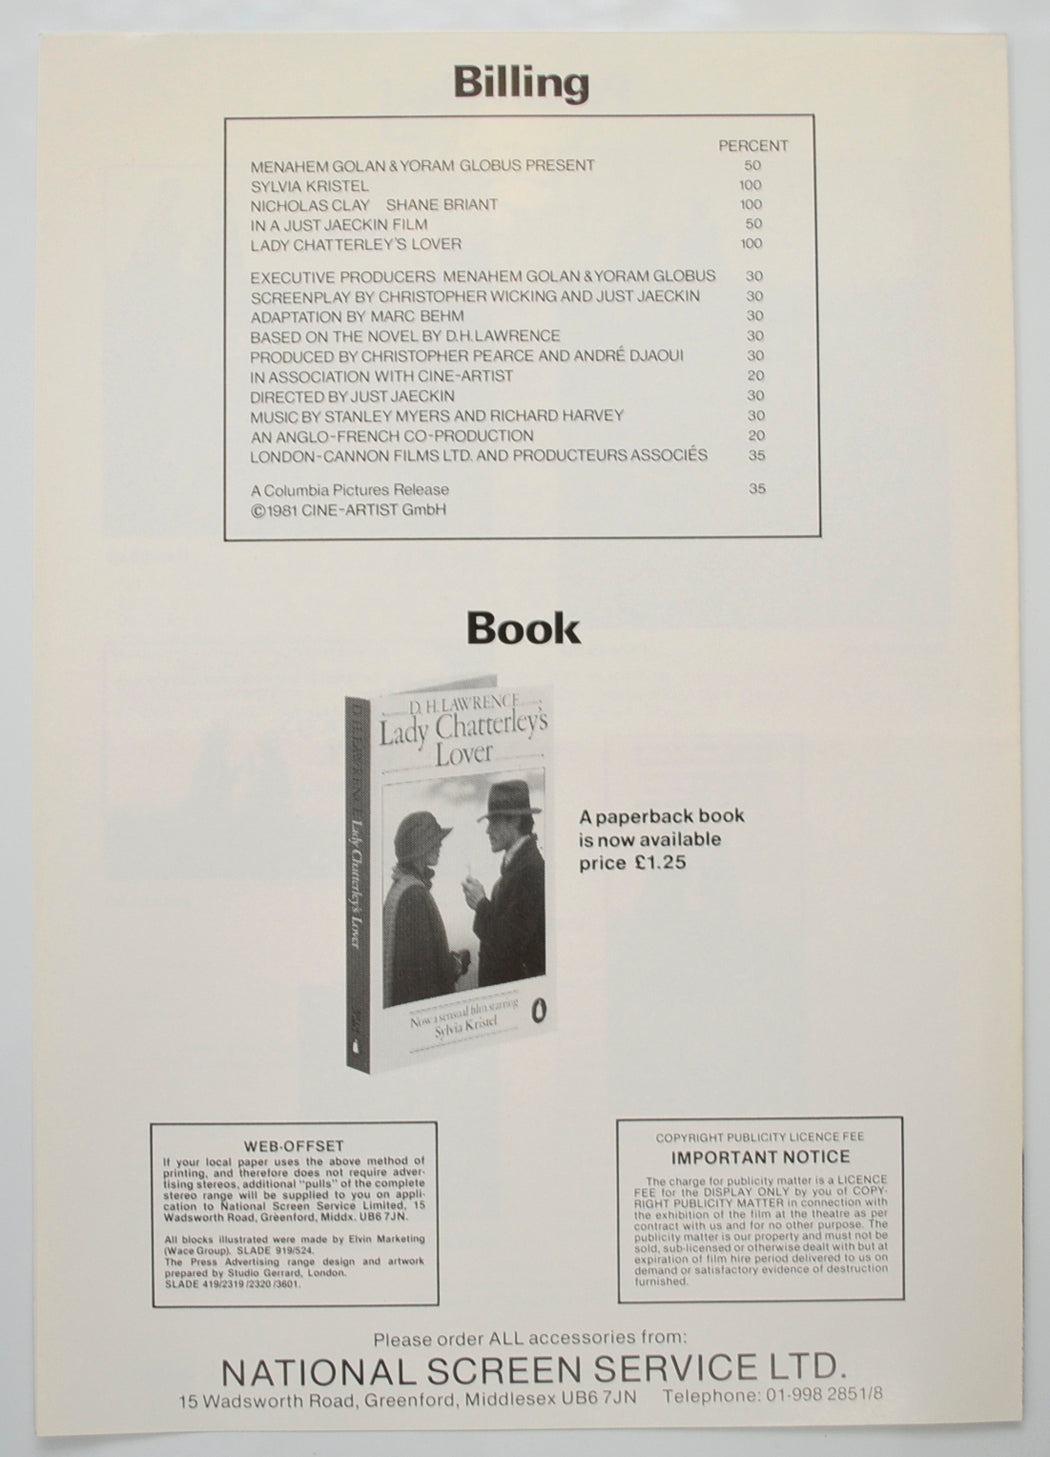 Billing
PERCENT
MENAHEM GOLAN & YORAM GLOBUS PRESENT 50
SYLVIA KRISTEL 100
NICHOLAS CLAY SHANE BRIANT 100
IN A JUST JAECKIN FILM 50
LADY CHATTERLEY'S LOVER 100
EXECUTIVE PRODUCERS MENAHEM GOLAN & YORAM GLOBUS 30
SCREENPLAY BY CHRISTOPHER WICKING AND JUST JAECKIN 30
ADAPTATION BY MARC BEHM 30
BASED ON THE NOVEL BY D.H. LAWRENCE 30
PRODUCED BY CHRISTOPHER PEARCE AND ANDRÉ DJAOUI 30
IN ASSOCIATION WITH CINE-ARTIST 20
DIRECTED BY JUST JAECKIN 30
MUSIC BY STANLEY MYERS AND RICHARD HARVEY 30
AN ANGLO-FRENCH CO-PRODUCTION 20
LONDON-CANNON FILMS LTD. AND PRODUCTEURS ASSOCIÉS 35
A Columbia Pictures Release 35
©1981 CINE-ARTIST GmbH
Book
D. H. LAWRENCE Lady Chatterley's Lover
D. H. LAWRENCE
Lady Chatterley's
Lover
Now a sensual film starring
Sylvia Kristel
A paperback book
is now available
price £1.25
WEB-OFFSET
If your local paper uses the above method of
printing, and therefore does not require adver-
tising stereos, additional "pulls" of the complete
stereo range will be supplied to you on appli-
cation to National Screen Service Limited, 15
Wadsworth Road, Greenford, Middx. UB6 7JN.
All blocks illustrated were made by Elvin Marketing
(Wace Group). SLADE 919/524.
The Press Advertising range design and artwork
prepared by Studio Gerrard, London.
SLADE 419/2319/2320/3601.
COPYRIGHT PUBLICITY LICENCE FEE
IMPORTANT NOTICE
The charge for publicity matter is a LICENCE
FEE for the DISPLAY ONLY by you of COPY-
RIGHT PUBLICITY MATTER in connection with
the exhibition of the film at the theatre as per
contract with us and for no other purpose. The
publicity matter is our property and must not be
sold, sub-licensed or otherwise dealt with but at
expiration of film hire period delivered to us on
demand or satisfactory evidence of destruction
furnished.
Please order ALL accessories from:
NATIONAL SCREEN SERVICE LTD.
15 Wadsworth Road, Greenford, Middlesex UB6 7JN Telephone: 01-998 2851/8